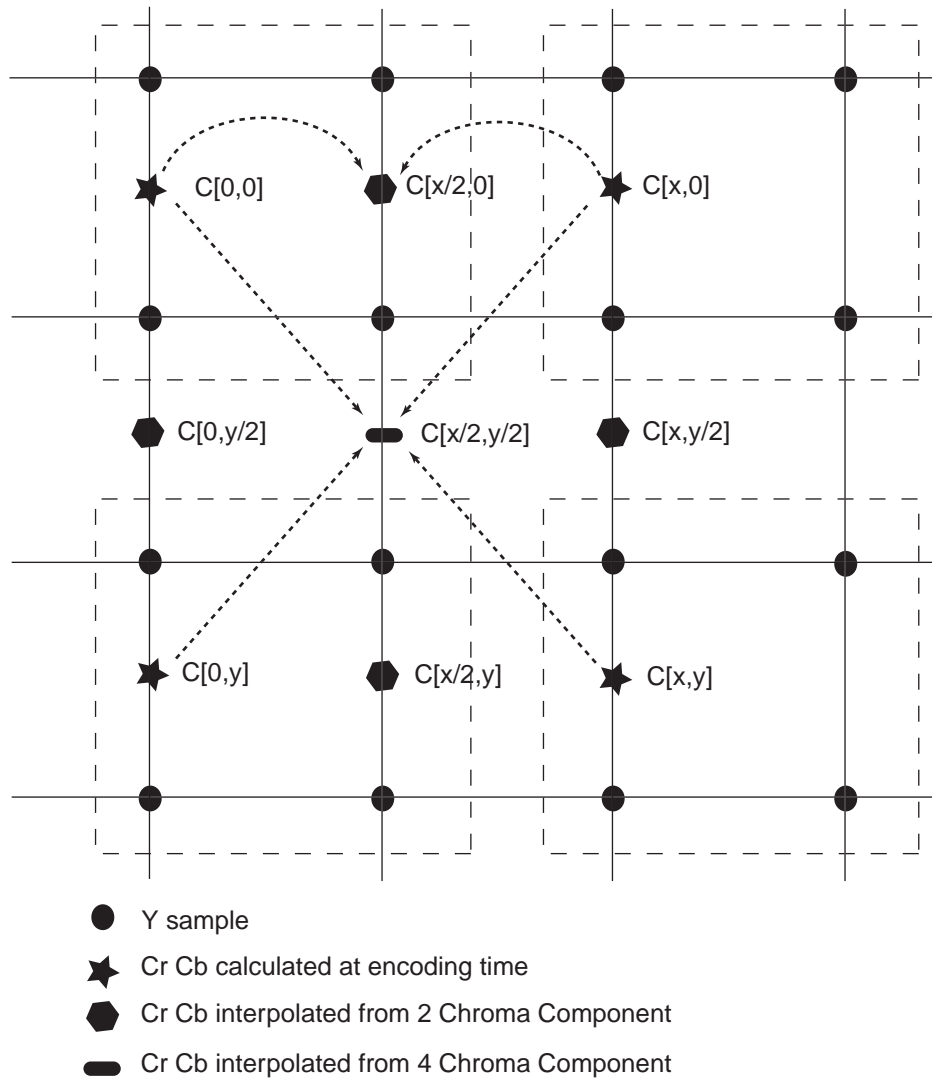 C[0,0]
C[x/2,0]
C[x,0]
C[0,y/2]
C[x/2,y/2]
C[x,y/2]
C[0,y]
C[x/2,y]
C[x,y]
Y sample
Cr Cb calculated at encoding time
Cr Cb interpolated from 2 Chroma Component
Cr Cb interpolated from 4 Chroma Component